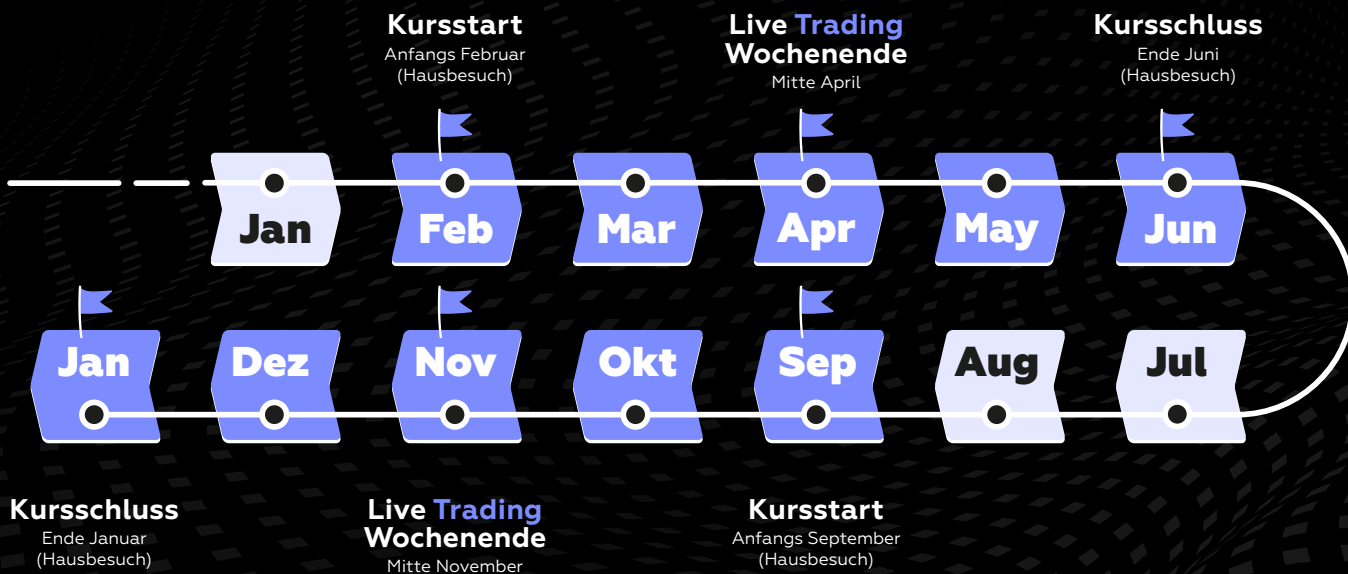 Kursstart
Anfangs Februar
(Hausbesuch)
Live Trading
Wochenende
Mitte April
Kursschluss
Ende Juni
(Hausbesuch)
Jan
Feb
Mar
Apr
May
Jun
Jan
Dez
Nov
Okt
Sep
Aug
Jul
Kursschluss
Ende Januar
(Hausbesuch)
Live Trading
Wochenende
Mitte November
Kursstart
Anfangs September
(Hausbesuch)